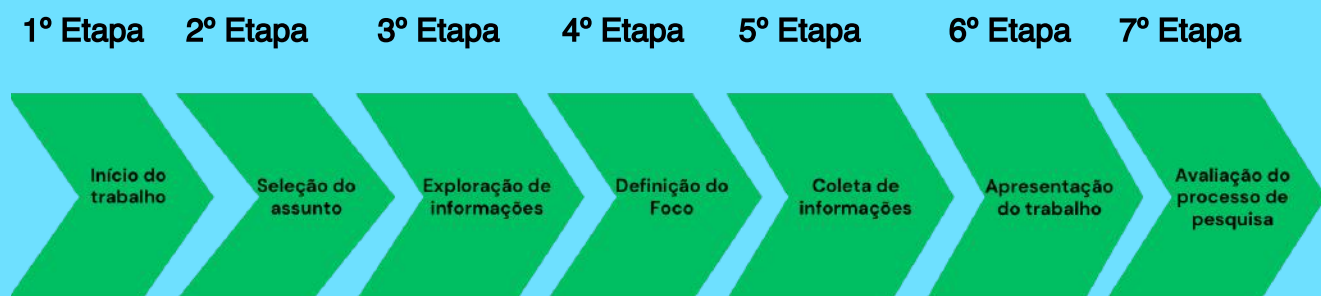 1º Etapa 2º Etapa 3º Etapa 4º Etapa 5º Etapa 6º Etapa 7º Etapa
Início do
trabalho
Seleção do
assunto
Exploração de
informações
Definição do
Foco
Coleta de
informações
Apresentação
do trabalho
Avaliação do
processo de
pesquisa